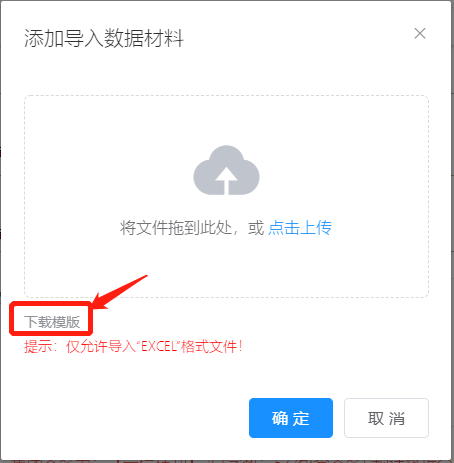 添加导入数据材料
将文件拖到此处，或 点击上传
下载模版
提示：仅允许导入“EXCEL”格式文件！
确 定
取 消